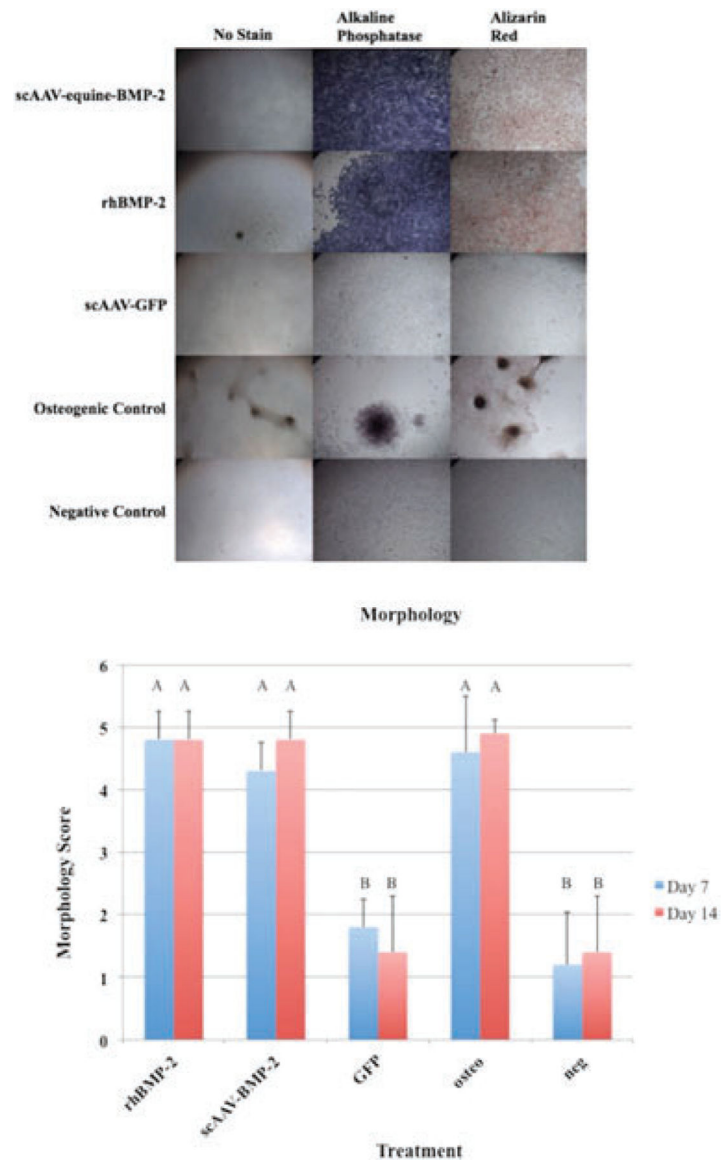 No Stain
Alkaline
Phosphatase
Alizarin
Red
scAAV-equine-BMP-2
rhBMP-2
scAAV-GFP
Osteogenic Control
Negative Control
Morphology
6
5
4
3
2
1
0
A A A A B B A A B B
Morphology Score
Day 7
Day 14
rhBMP-2
scAAV-BMP-2
GFP
osteo
neg
Treatment